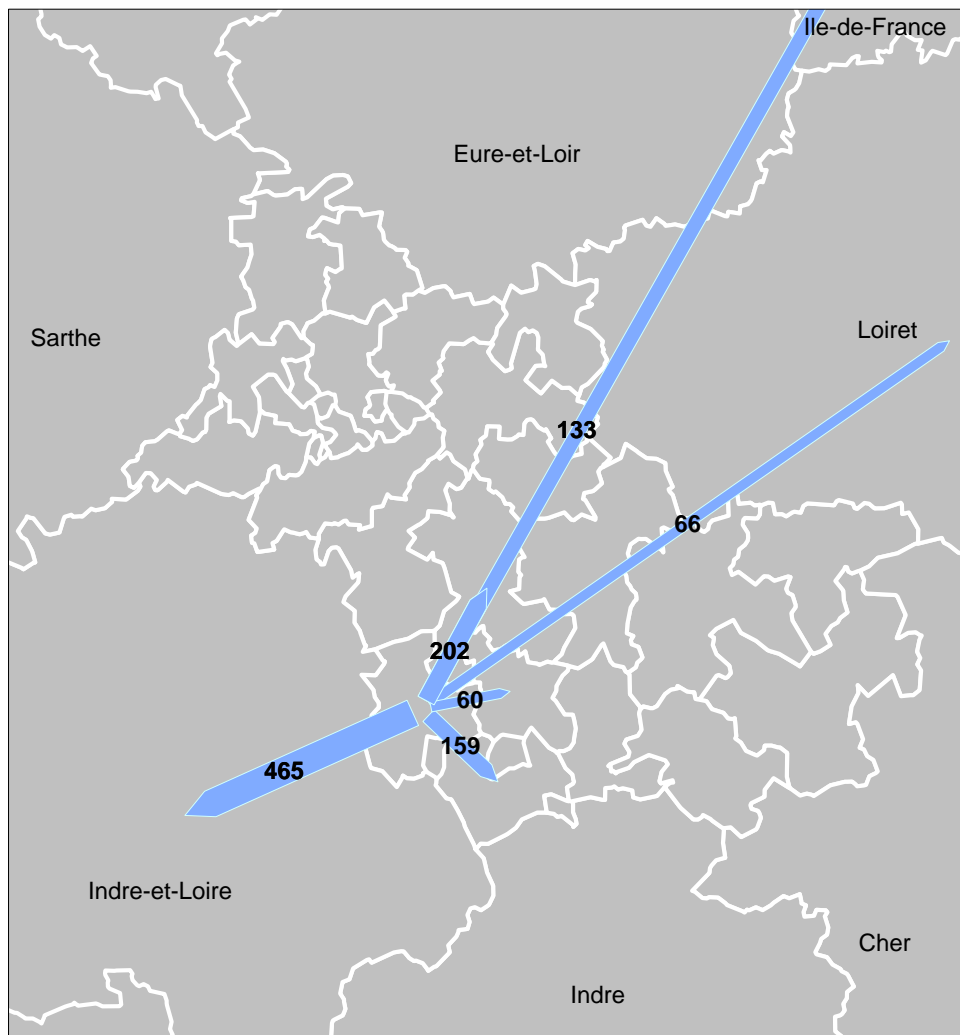 Ile-de-France
Eure-et-Loir
Sarthe
Loiret
133
66
202
60
159
465
Indre-et-Loire
Cher
Indre